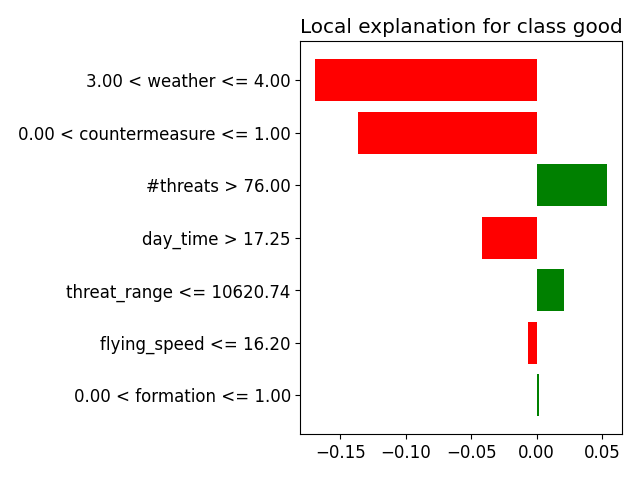 Local explanation for class good
3.00 < weather <= 4.00
0.00 < countermeasure <= 1.00
#threats > 76.00
day_time > 17.25
threat_range <= 10620.74
flying_speed <= 16.20
0.00 < formation <= 1.00
−0.15 −0.10 −0.05 0.00 0.05